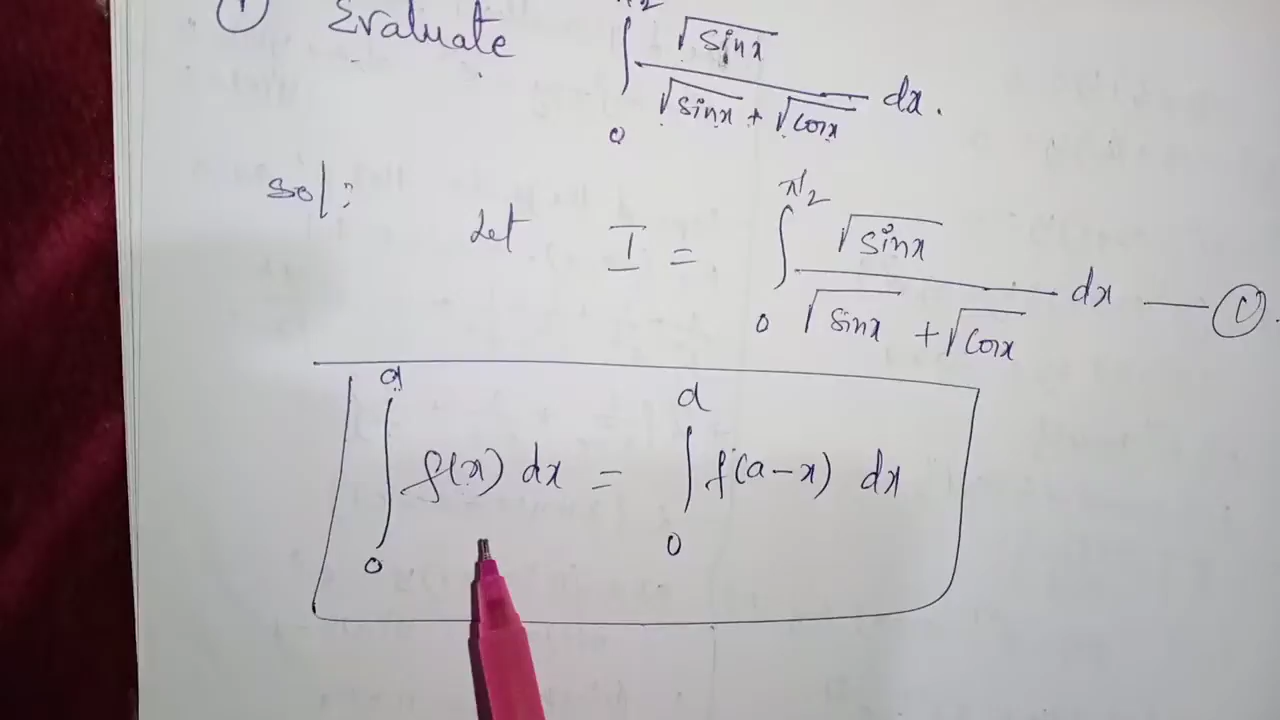 ① Evaluate ∫₀^π/2 √sinx / (√sinx + √cosx) dx.
Sol:
Let I = ∫₀^π/2 √sinx / (√sinx + √cosx) dx — ①.
∫₀^a f(x) dx = ∫₀^a f(a-x) dx